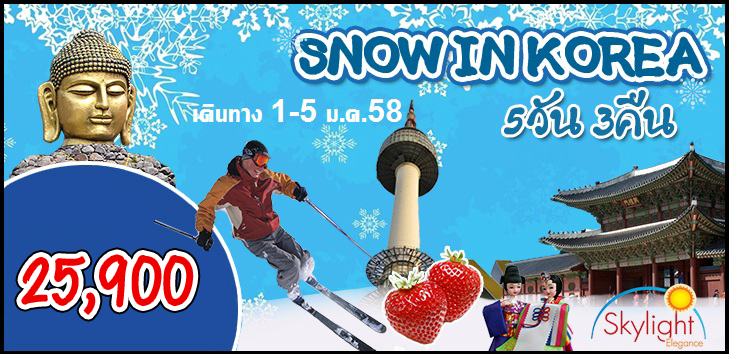 SNOW IN KOREA
เดินทาง 1-5 ม.ค.58
5วัน 3คืน
25,900
Skylight
Elegance